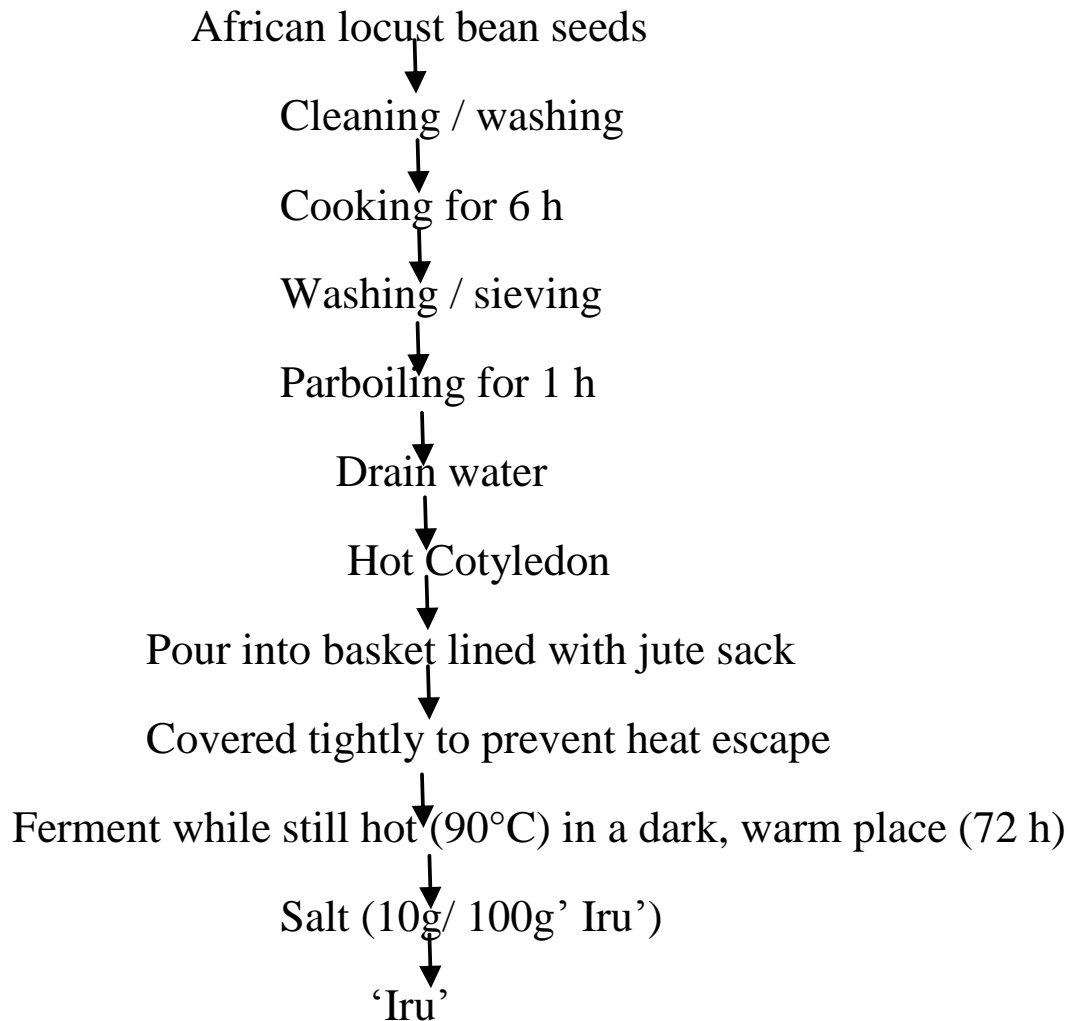 African locust bean seeds
Cleaning / washing
Cooking for 6 h
Washing / sieving
Parboiling for 1 h
Drain water
Hot Cotyledon
Pour into basket lined with jute sack
Covered tightly to prevent heat escape
Ferment while still hot (90°C) in a dark, warm place (72 h)
Salt (10g/ 100g’ Iru’)
‘Iru’